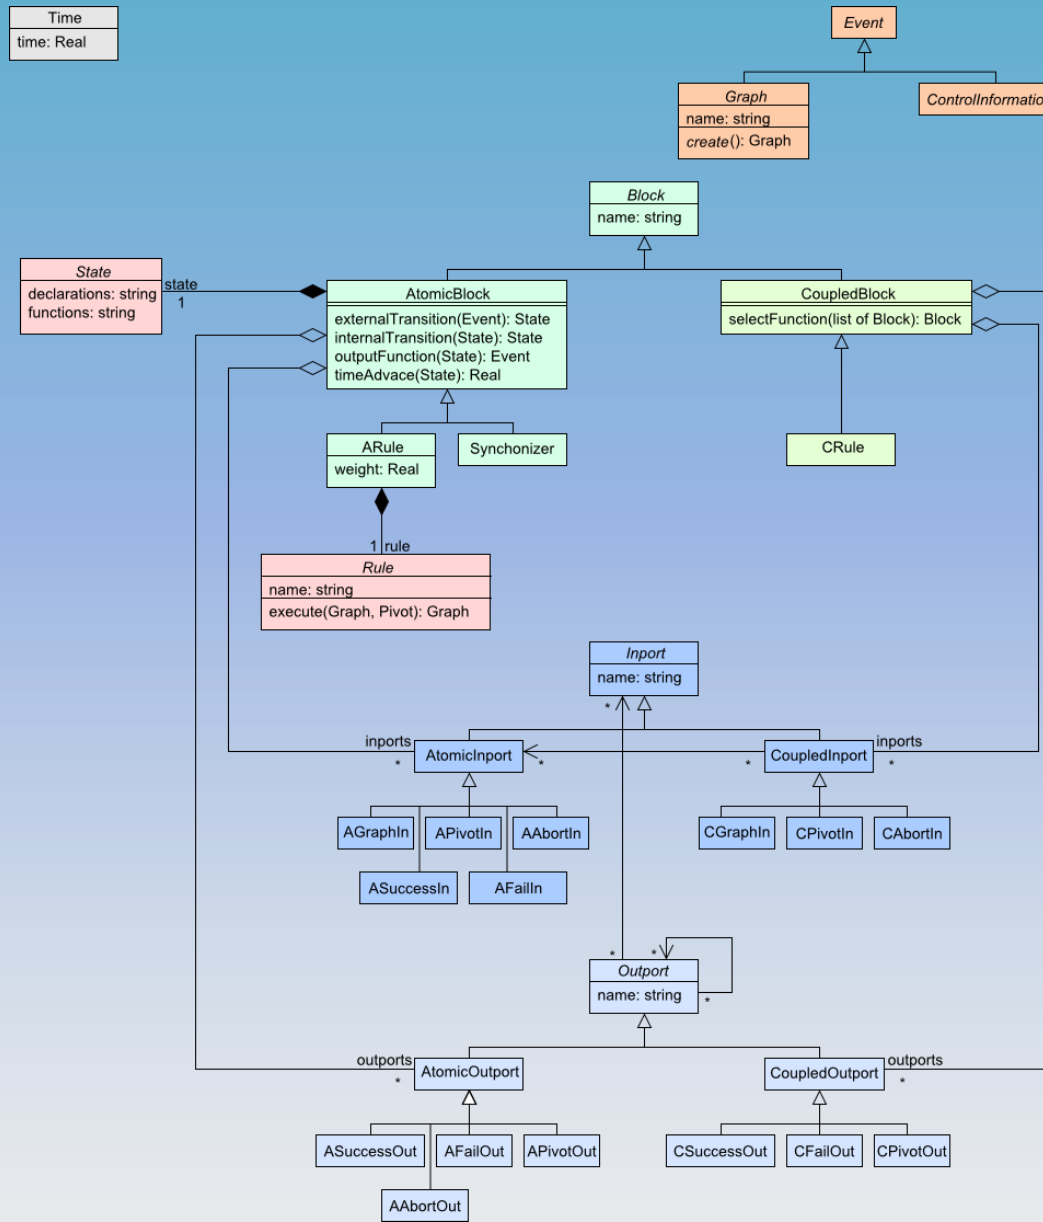 Time
time: Real
Event
Graph
name: string
create(): Graph
ControlInformatio
Block
name: string
State
declarations: string
functions: string
state
1
AtomicBlock
externalTransition(Event): State
internalTransition(State): State
outputFunction(State): Event
timeAdvace(State): Real
CoupledBlock
selectFunction(list of Block): Block
ARule
weight: Real
Synchonizer
CRule
1 rule
Rule
name: string
execute(Graph, Pivot): Graph
Inport
name: string
*
inports
*
AtomicInport
*
*
CoupledInport
inports
*
AGraphIn
APivotIn
AAbortIn
CGraphIn
CPivotIn
CAbortIn
ASuccessIn
AFailIn
*
*
Outport
name: string
*
outports
*
AtomicOutport
CoupledOutport
outports
*
ASuccessOut
AFailOut
APivotOut
CSuccessOut
CFailOut
CPivotOut
AAbortOut